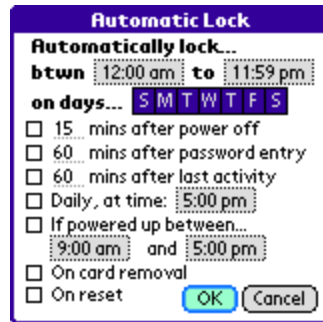 Automatic Lock
Automatically lock...
btwn 12:00 am to 11:59 pm
on days... S M T W T F S
15 mins after power off
60 mins after password entry
60 mins after last activity
Daily, at time: 5:00 pm
If powered up between...
9:00 am and 5:00 pm
On card removal
On reset OK Cancel